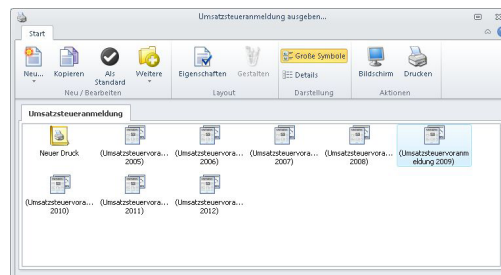 Umsatzsteueranmeldung ausgeben...
Start
Neu... Kopieren Als Standard Weitere Eigenschaften Gestalten Große Symbole Details Bildschirm Drucken
Neu / Bearbeiten Layout Darstellung Aktionen
Umsatzsteueranmeldung
Neuer Druck (Umsatzsteuervora... (Umsatzsteuervora... (Umsatzsteuervora... (Umsatzsteuervora... (Umsatzsteuervoranm
2005) 2006) 2007) 2008) eldung 2009)
(Umsatzsteuervora... (Umsatzsteuervora... (Umsatzsteuervora...
2010) 2011) 2012)